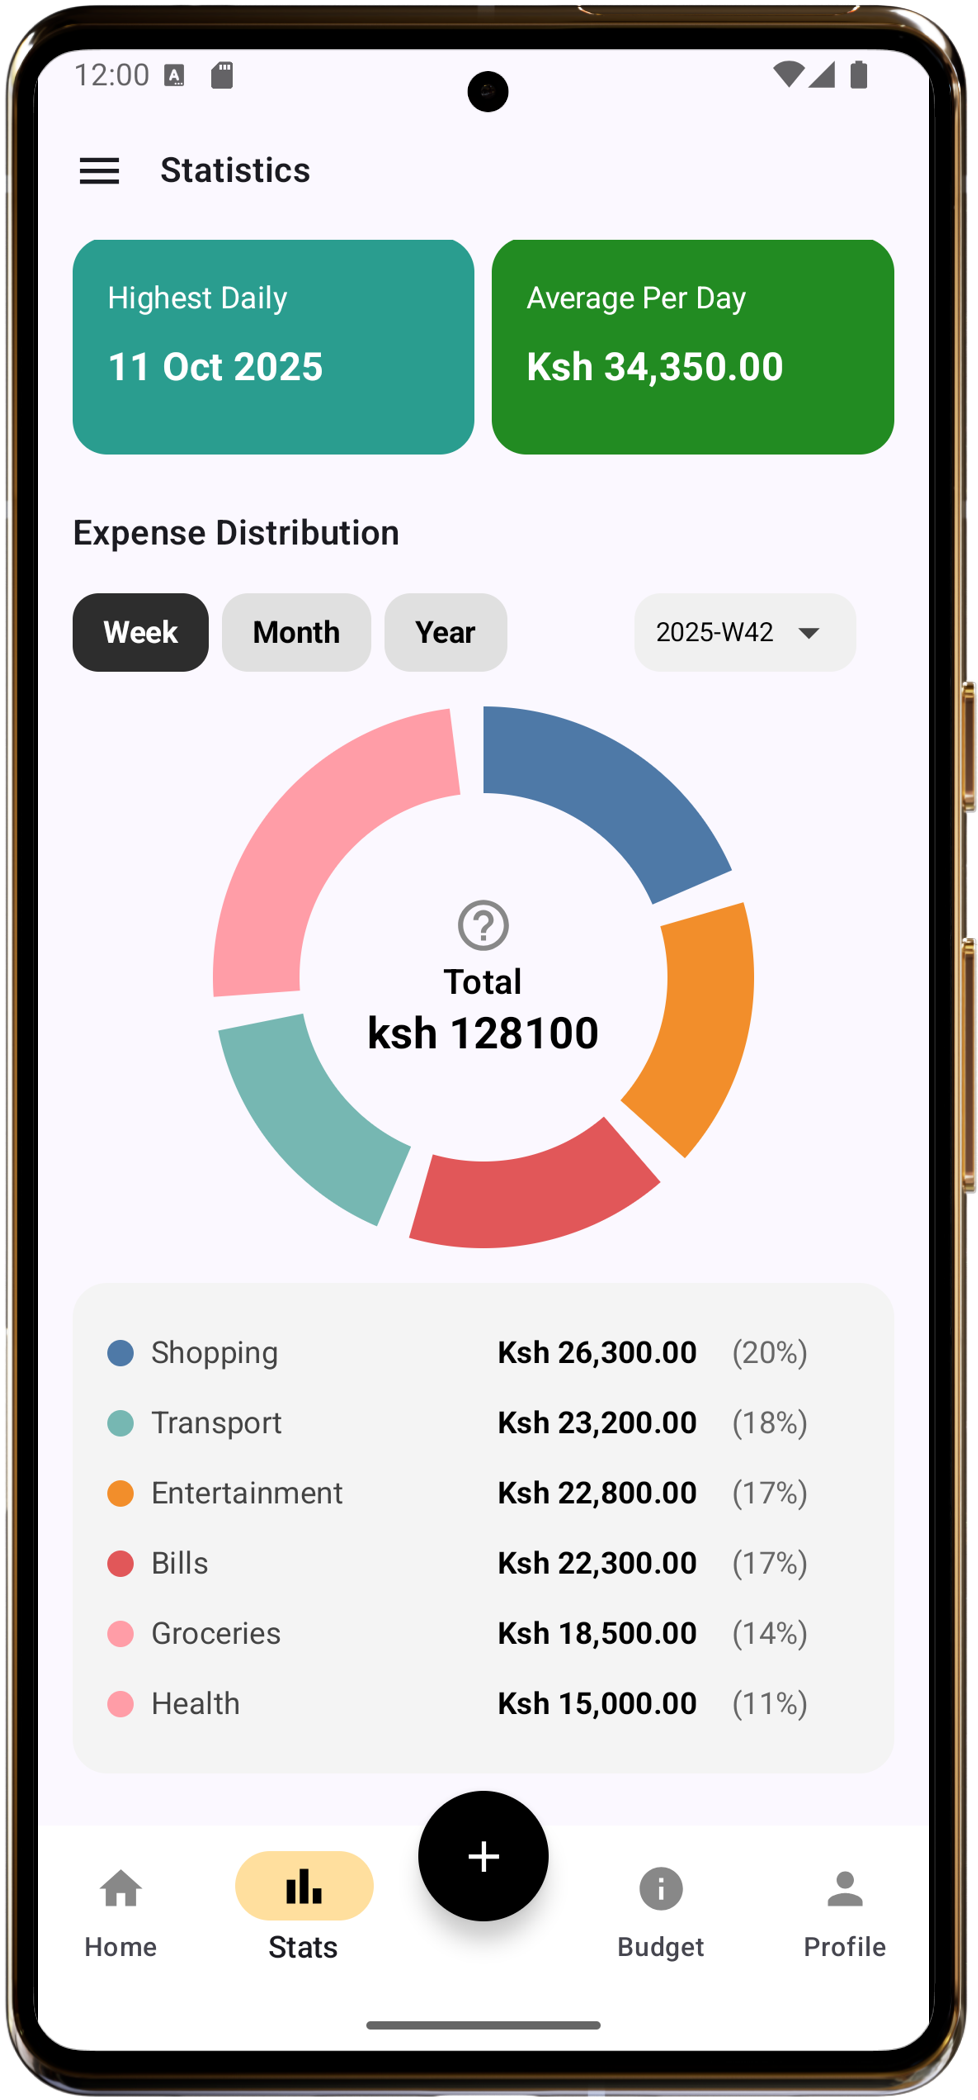 12:00
Statistics
Highest Daily
11 Oct 2025
Average Per Day
Ksh 34,350.00
Expense Distribution
Week
Month
Year
2025-W42
?
Total
ksh 128100
Shopping Ksh 26,300.00 (20%)
Transport Ksh 23,200.00 (18%)
Entertainment Ksh 22,800.00 (17%)
Bills Ksh 22,300.00 (17%)
Groceries Ksh 18,500.00 (14%)
Health Ksh 15,000.00 (11%)
+
Home
Stats
Budget
Profile